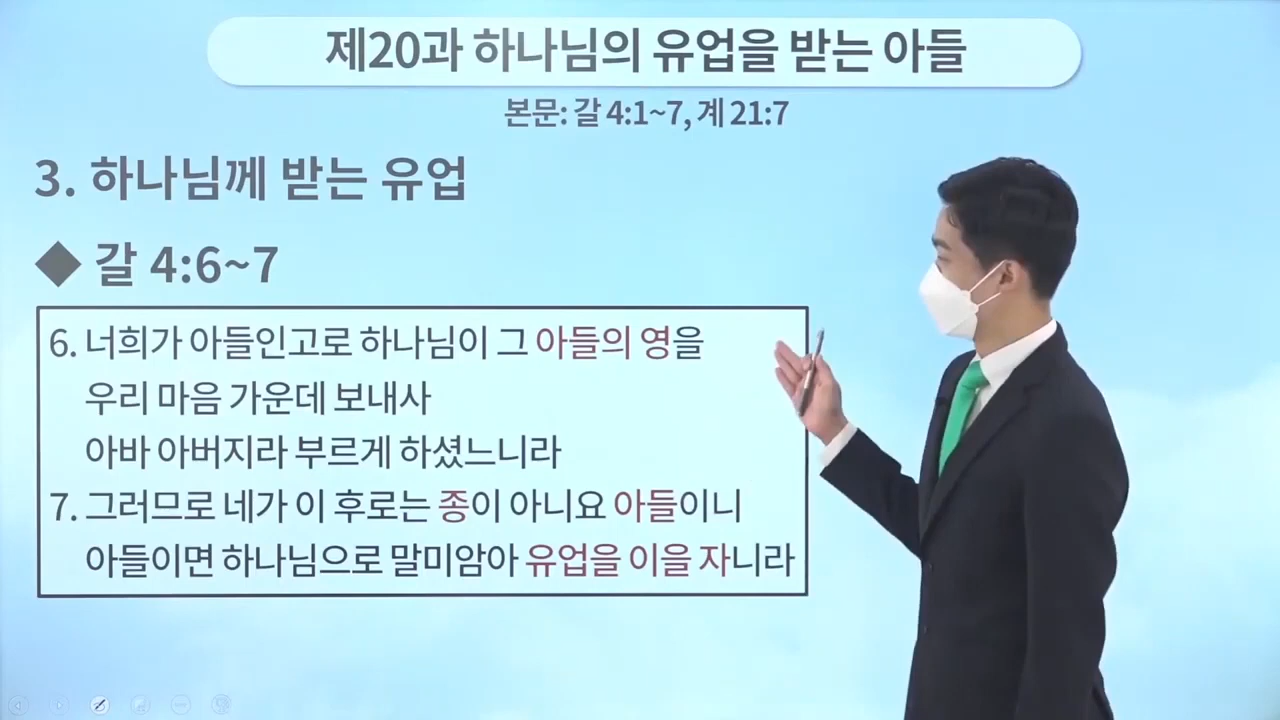 제20과 하나님의 유업을 받는 아들
본문: 갈 4:1~7, 계 21:7
3. 하나님께 받는 유업
◆ 갈 4:6~7
6. 너희가 아들인고로 하나님이 그 아들의 영을
우리 마음 가운데 보내사
아바 아버지라 부르게 하셨느니라
7. 그러므로 네가 이 후로는 종이 아니요 아들이니
아들이면 하나님으로 말미암아 유업을 이을 자니라